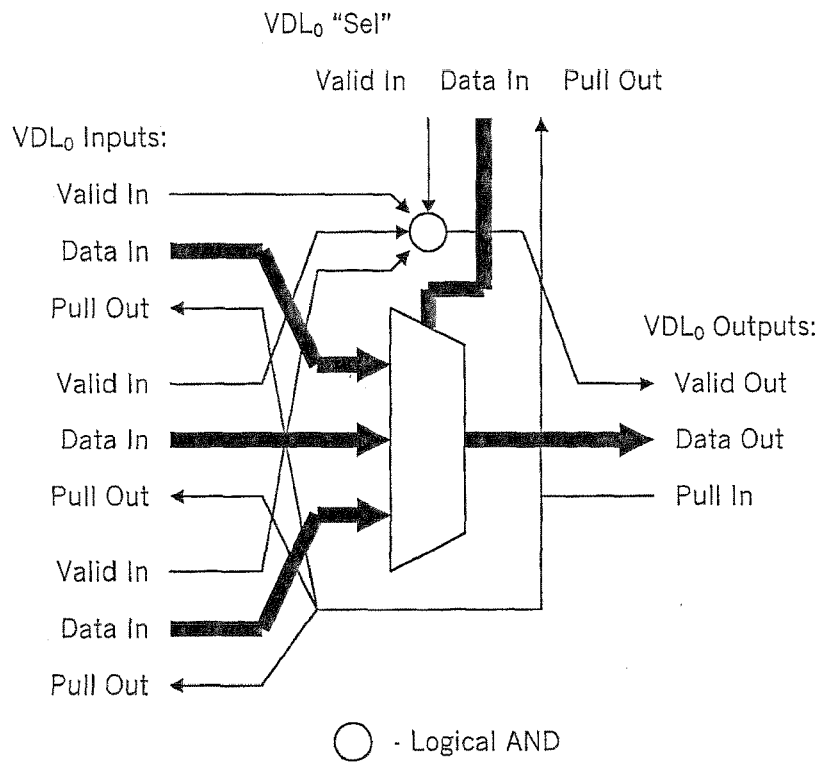 VDL₀ "Sel"
Valid In Data In Pull Out
VDL₀ Inputs:
Valid In
Data In
Pull Out
Valid In
Data In
Pull Out
Valid In
Data In
Pull Out
VDL₀ Outputs:
Valid Out
Data Out
Pull In
- Logical AND